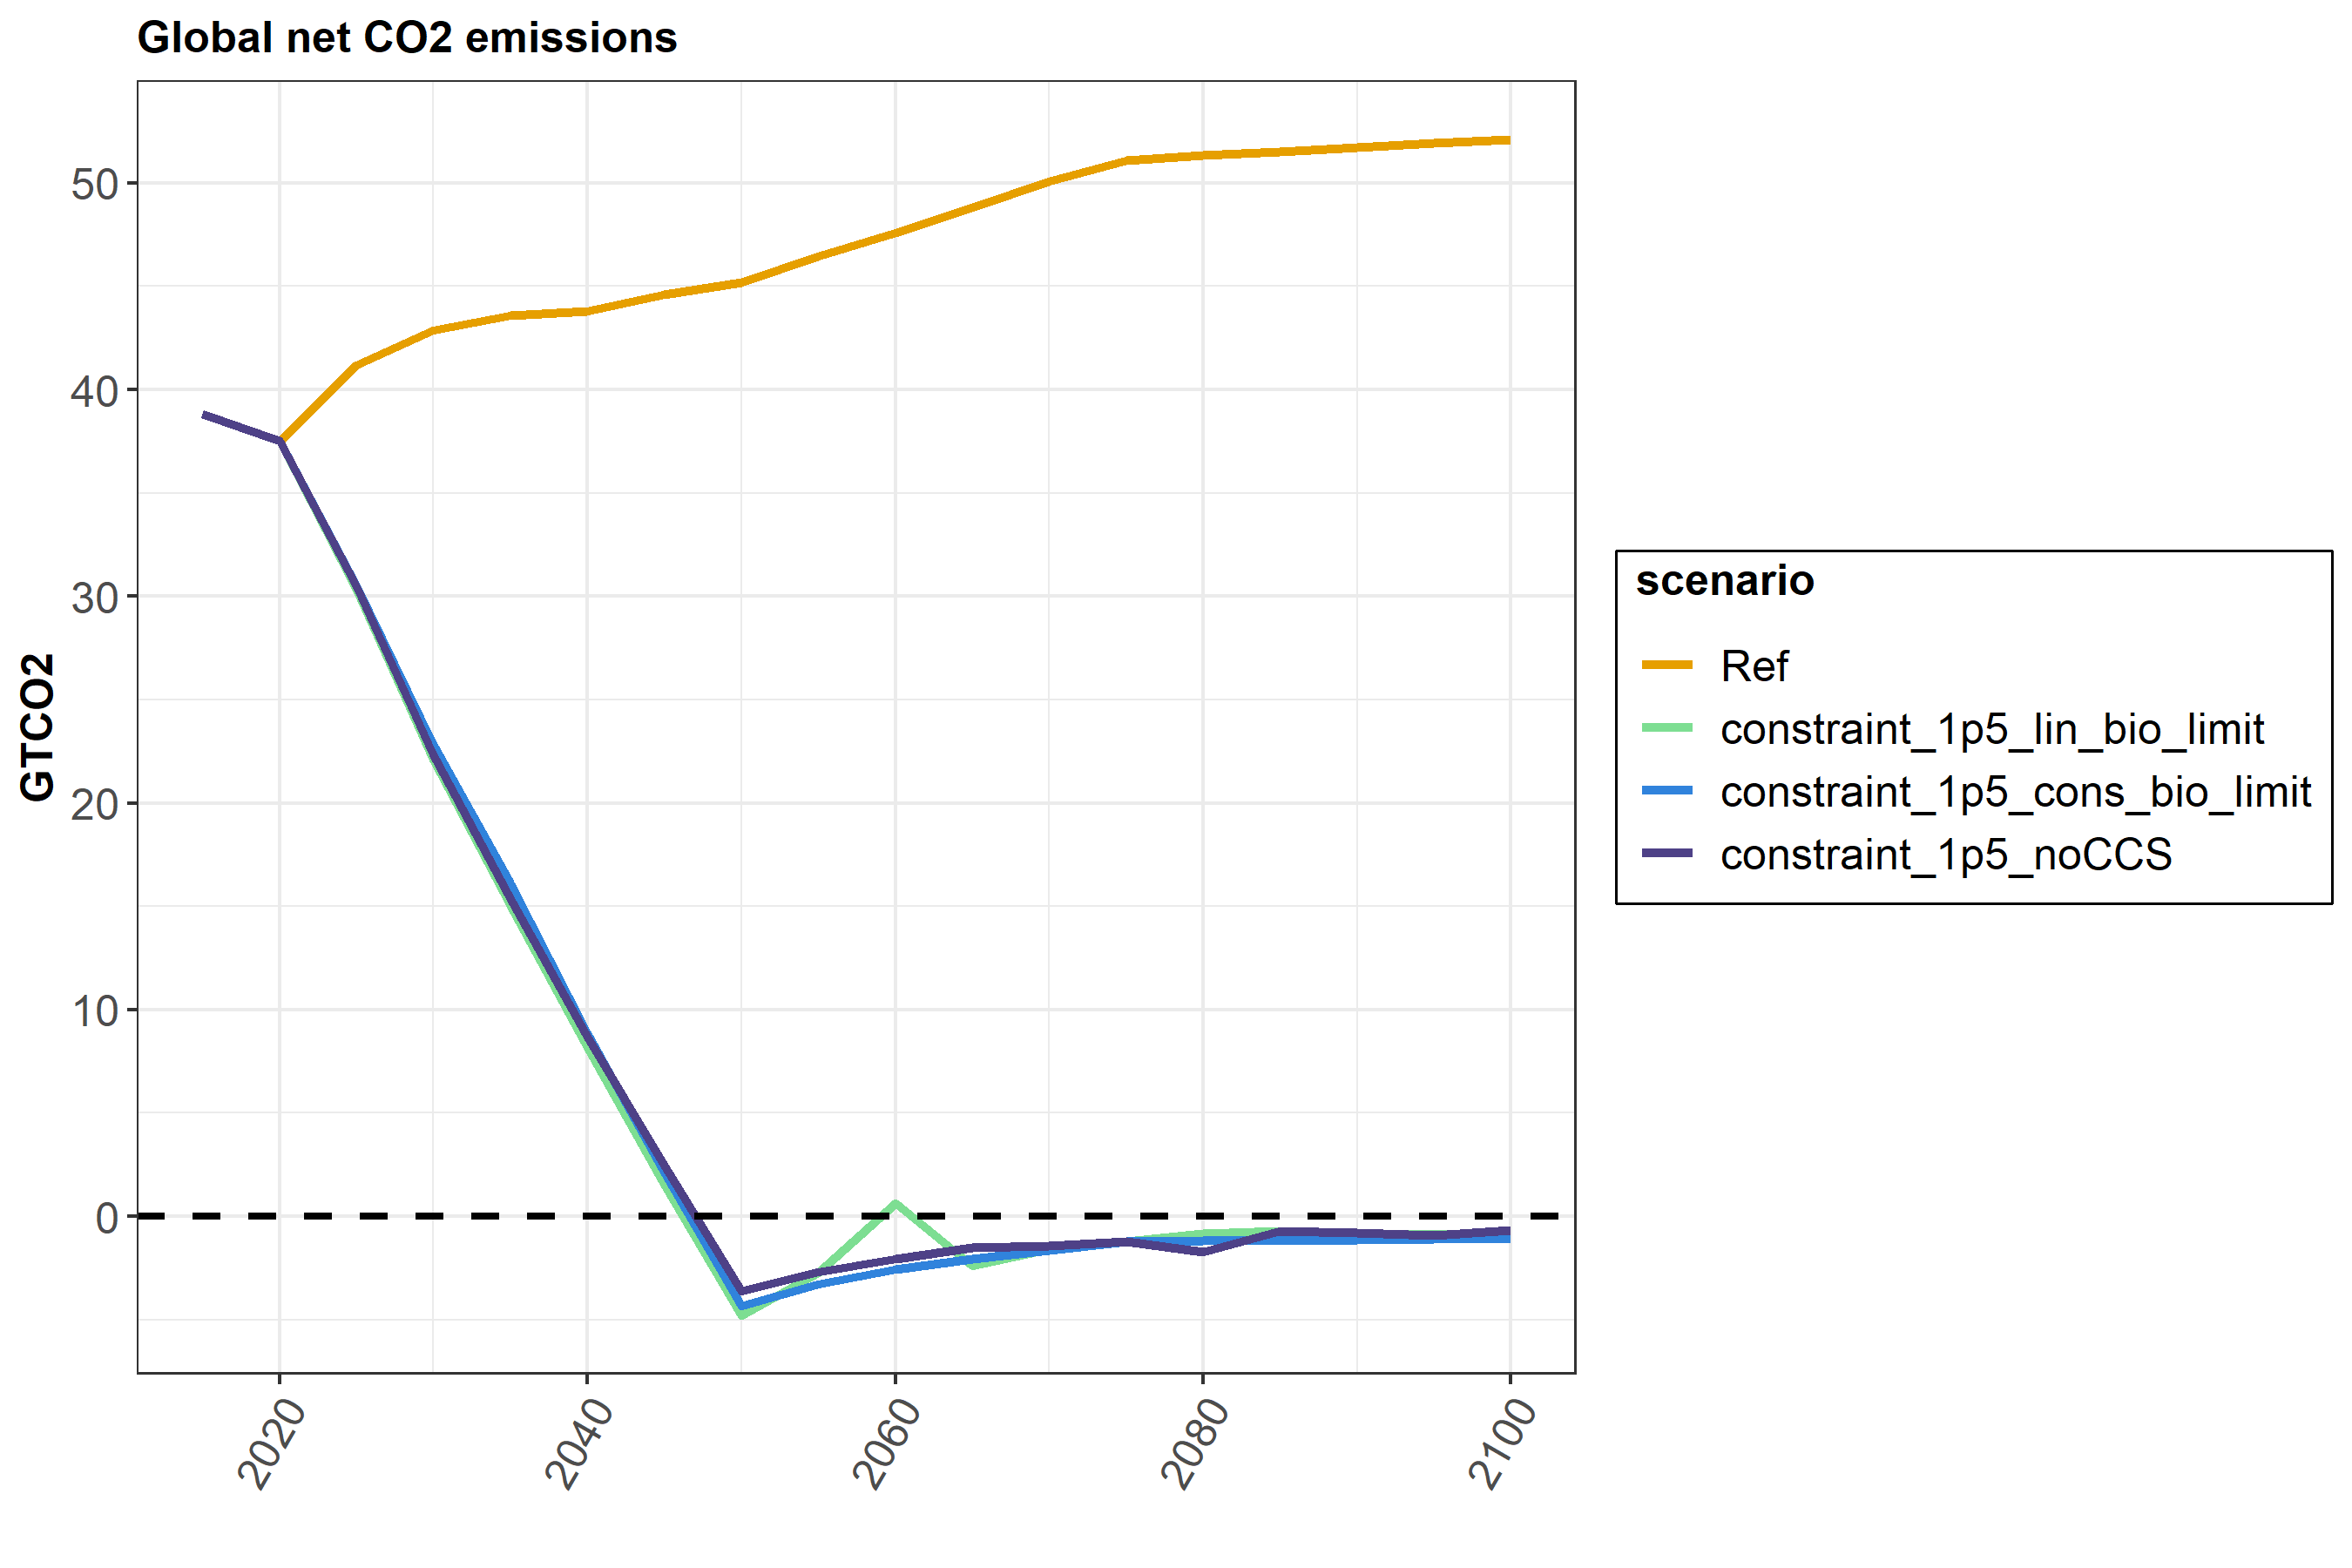 Global net CO2 emissions
GTCO2
50
40
30
20
10
0
2020
2040
2060
2080
2100
scenario
Ref
constraint_1p5_lin_bio_limit
constraint_1p5_cons_bio_limit
constraint_1p5_noCCS